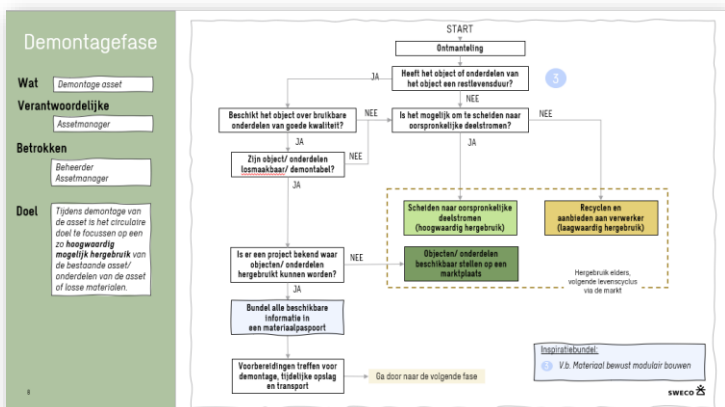 Demontagefase
Wat
Demontage asset
Verantwoordelijke
Assetmanager
Betrokken
Beheerder
Assetmanager
Doel
Tijdens demontage van
de asset is het circulaire
doel te focussen op een
zo hoogwaardig
mogelijk hergebruik van
de bestaande asset/
onderdelen van de asset
of losse materialen.
START
Ontmanteling
Heeft het object of onderdelen van
het object een restlevensduur?
3
JA
NEE
Beschikt het object over bruikbare
onderdelen van goede kwaliteit?
NEE
Is het mogelijk om te scheiden naar
oorspronkelijke deelstromen?
NEE
JA
JA
Zijn object/ onderdelen
losmaakbaar/ demontabel?
NEE
JA
Scheiden naar oorspronkelijke
deelstromen
(hoogwaardig hergebruik)
Recyclen en
aanbieden aan verwerker
(laagwaardig hergebruik)
Is er een project bekend waar
objecten/ onderdelen
hergebruikt kunnen worden?
NEE
Objecten/ onderdelen
beschikbaar stellen op een
marktplaats
Hergebruik elders,
volgende levenscyclus
via de markt
JA
Bundel alle beschikbare
informatie in
een materiaalpaspoort
Inspiratiebundel:
V.b. Materiaal bewust modulair bouwen
Voorbereidingen treffen voor
demontage, tijdelijke opslag
en transport
Ga door naar de volgende fase
SWECO